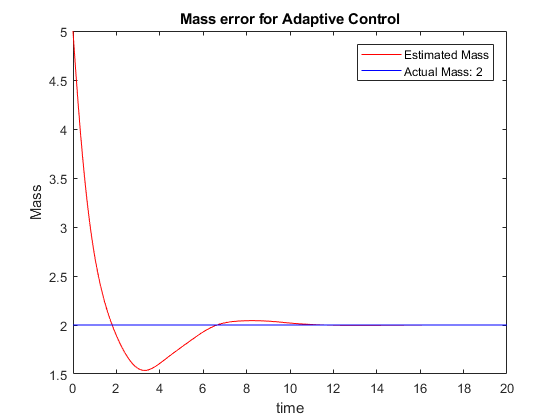 Mass error for Adaptive Control
Estimated Mass
Actual Mass: 2
5
4.5
4
3.5
3
2.5
2
1.5
Mass
0 2 4 6 8 10 12 14 16 18 20
time